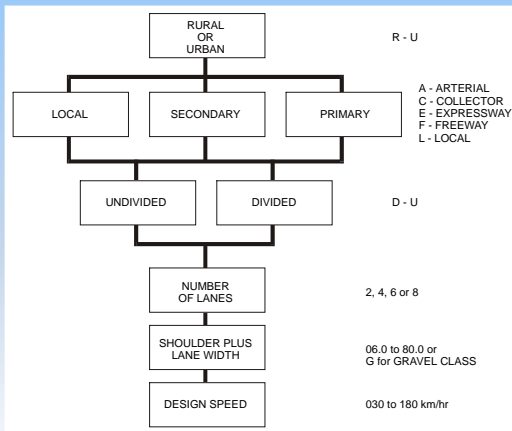 RURAL
OR
URBAN
R - U
LOCAL
SECONDARY
PRIMARY
A - ARTERIAL
C - COLLECTOR
E - EXPRESSWAY
F - FREEWAY
L - LOCAL
UNDIVIDED
DIVIDED
D - U
NUMBER
OF LANES
2, 4, 6 or 8
SHOULDER PLUS
LANE WIDTH
06.0 to 80.0 or
G for GRAVEL CLASS
DESIGN SPEED
030 to 180 km/hr